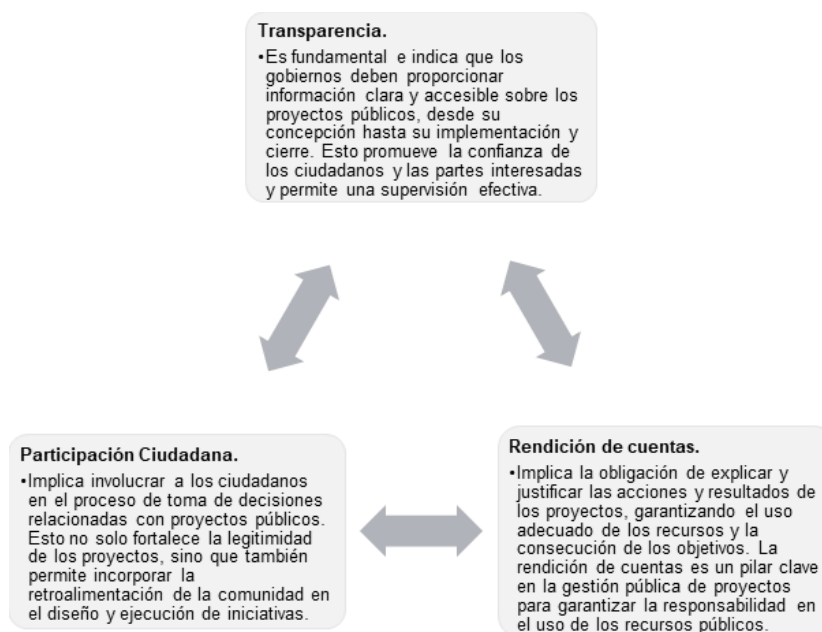 Transparencia.
•Es fundamental e indica que los
gobiernos deben proporcionar
información clara y accesible sobre los
proyectos públicos, desde su
concepción hasta su implementación y
cierre. Esto promueve la confianza de
los ciudadanos y las partes interesadas
y permite una supervisión efectiva.
Participación Ciudadana.
•Implica involucrar a los ciudadanos
en el proceso de toma de decisiones
relacionadas con proyectos públicos.
Esto no solo fortalece la legitimidad
de los proyectos, sino que también
permite incorporar la
retroalimentación de la comunidad en
el diseño y ejecución de iniciativas.
Rendición de cuentas.
•Implica la obligación de explicar y
justificar las acciones y resultados de
los proyectos, garantizando el uso
adecuado de los recursos y la
consecución de los objetivos. La
rendición de cuentas es un pilar clave
en la gestión pública de proyectos
para garantizar la responsabilidad en
el uso de los recursos públicos.